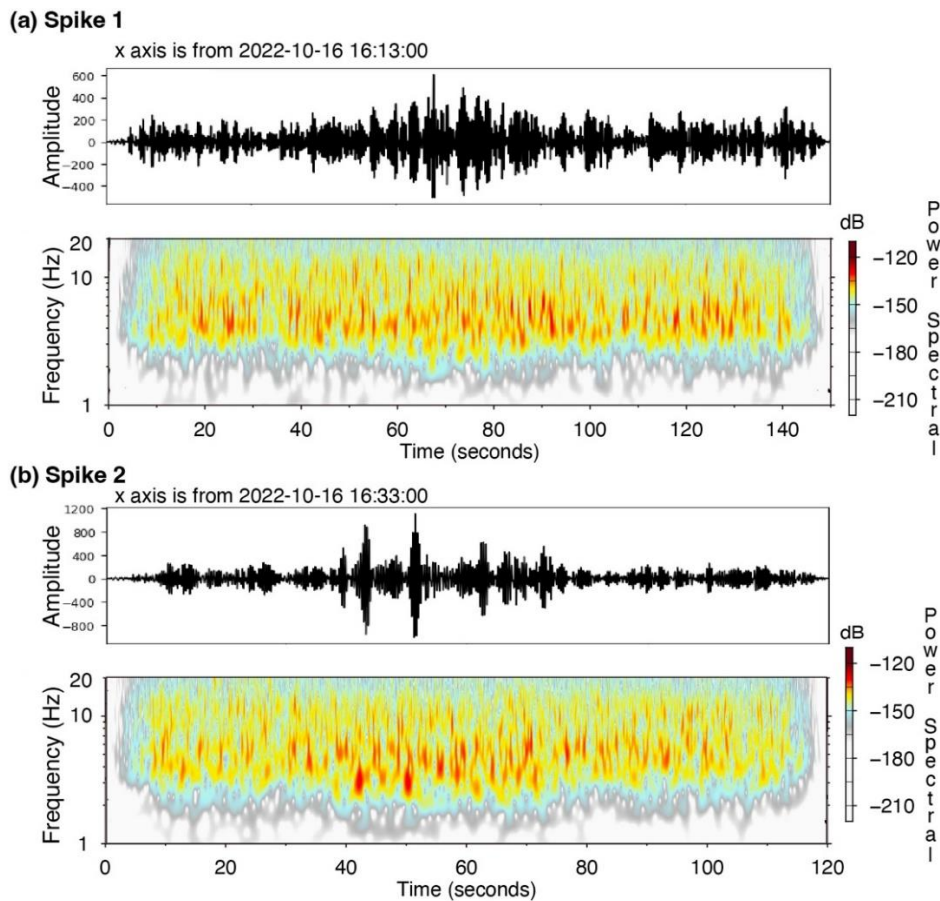 (a) Spike 1
x axis is from 2022-10-16 16:13:00
Amplitude
600
400
200
0
−200
−400
Frequency (Hz)
20
10
1
0 20 40 60 80 100 120 140
Time (seconds)
dB
−120
−150
−180
−210
Power Spectral
(b) Spike 2
x axis is from 2022-10-16 16:33:00
Amplitude
1200
800
400
0
−400
−800
Frequency (Hz)
20
10
1
0 20 40 60 80 100 120
Time (seconds)
dB
−120
−150
−180
−210
Power Spectral